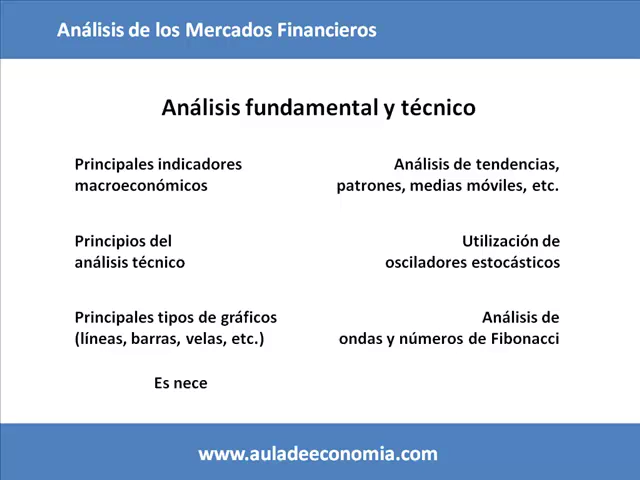 Análisis de los Mercados Financieros
Análisis fundamental y técnico
Principales indicadores
macroeconómicos
Análisis de tendencias,
patrones, medias móviles, etc.
Principios del
análisis técnico
Utilización de
osciladores estocásticos
Principales tipos de gráficos
(líneas, barras, velas, etc.)
Análisis de
ondas y números de Fibonacci
Es nece
www.auladeeconomia.com